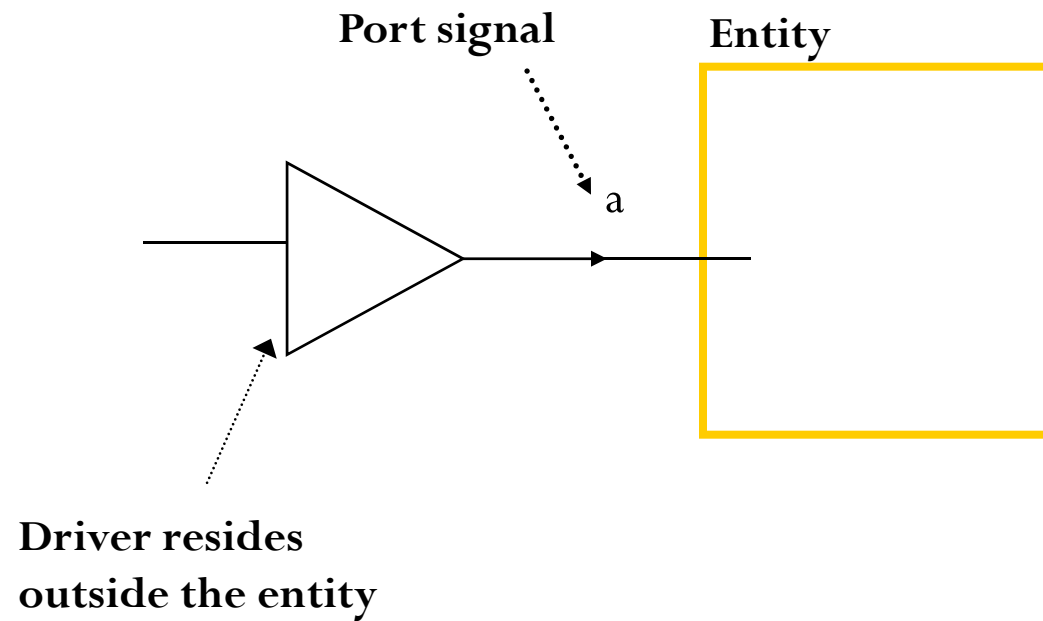 Port signal
Entity
a
Driver resides
outside the entity